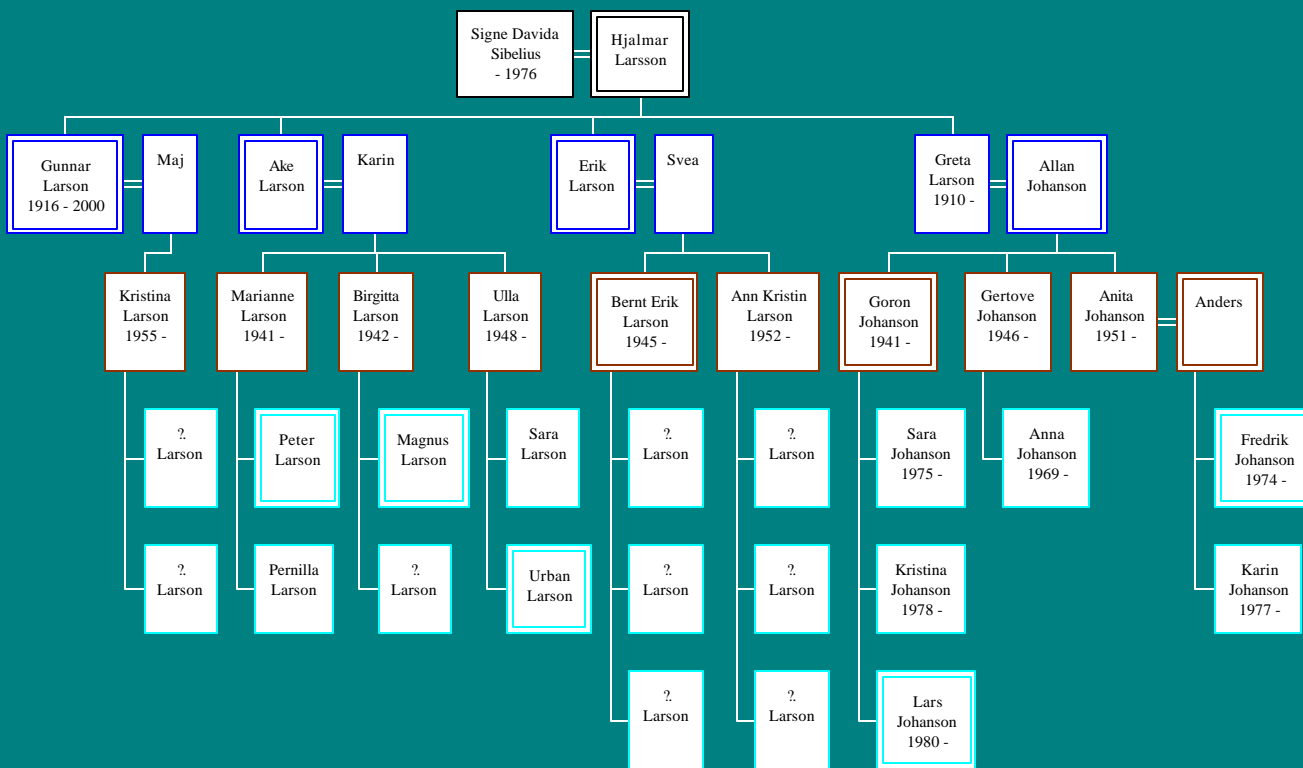 Signe Davida
Sibelius
- 1976
Hjalmar
Larsson
Gunnar
Larson
1916 - 2000
Maj
Ake
Larson
Karin
Erik
Larson
Svea
Greta
Larson
1910 -
Allan
Johanson
Kristina
Larson
1955 -
Marianne
Larson
1941 -
Birgitta
Larson
1942 -
Ulla
Larson
1948 -
Bernt Erik
Larson
1945 -
Ann Kristin
Larson
1952 -
Goron
Johanson
1941 -
Gertove
Johanson
1946 -
Anita
Johanson
1951 -
Anders
?.
Larson
Peter
Larson
Magnus
Larson
Sara
Larson
?.
Larson
?.
Larson
Sara
Johanson
1975 -
Anna
Johanson
1969 -
Fredrik
Johanson
1974 -
?.
Larson
Pernilla
Larson
?.
Larson
Urban
Larson
?.
Larson
?.
Larson
Kristina
Johanson
1978 -
Karin
Johanson
1977 -
?.
Larson
?.
Larson
Lars
Johanson
1980 -